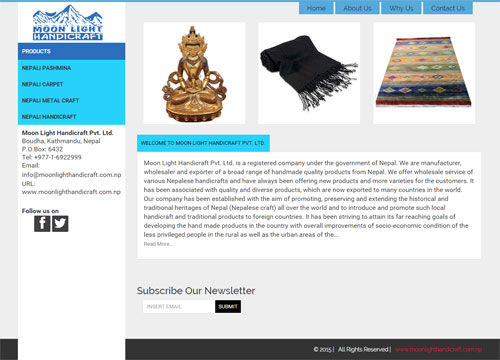 Home
About Us
Why Us
Contact Us
MOON LIGHT
HANDICRAFT
PRODUCTS
NEPALI PASHMINA
NEPALI CARPET
NEPALI METAL CRAFT
NEPALI HANDICRAFT
Moon Light Handicraft Pvt. Ltd.
Boudha, Kathmandu, Nepal
P.O.Box: 6432
Tel: +977-1-6922999
Email:
info@moonlighthandicraft.com.np
URL:
www.moonlighthandicraft.com.np
Follow us on
WELCOME TO MOON LIGHT HANDICRAFT PVT. LTD.
Moon Light Handicraft Pvt. Ltd. is a registered company under the government of Nepal. We are manufacturer,
wholesaler and exporter of a broad range of handmade quality products from Nepal. We offer wholesale service of
various Nepalese handicrafts and have always been offering new products and more varieties for the customers. It
has been associated with quality and diverse products, which are now exported to many countries in the world.
Our company has been established with the aim of promoting, preserving and extending the historical and
traditional heritages of Nepal (Nepalese craft) all over the world and to introduce and promote such local
handicraft and traditional products to foreign countries. It has been striving to attain its far reaching goals of
developing the hand made products in the country with overall improvements of socio-economic condition of the
less privileged people in the rural as well as the urban areas of the...
Read More...
Subscribe Our Newsletter
INSERT EMAIL
SUBMIT
© 2015 | All Rights Reserved | www.moonlighthandicraft.com.np